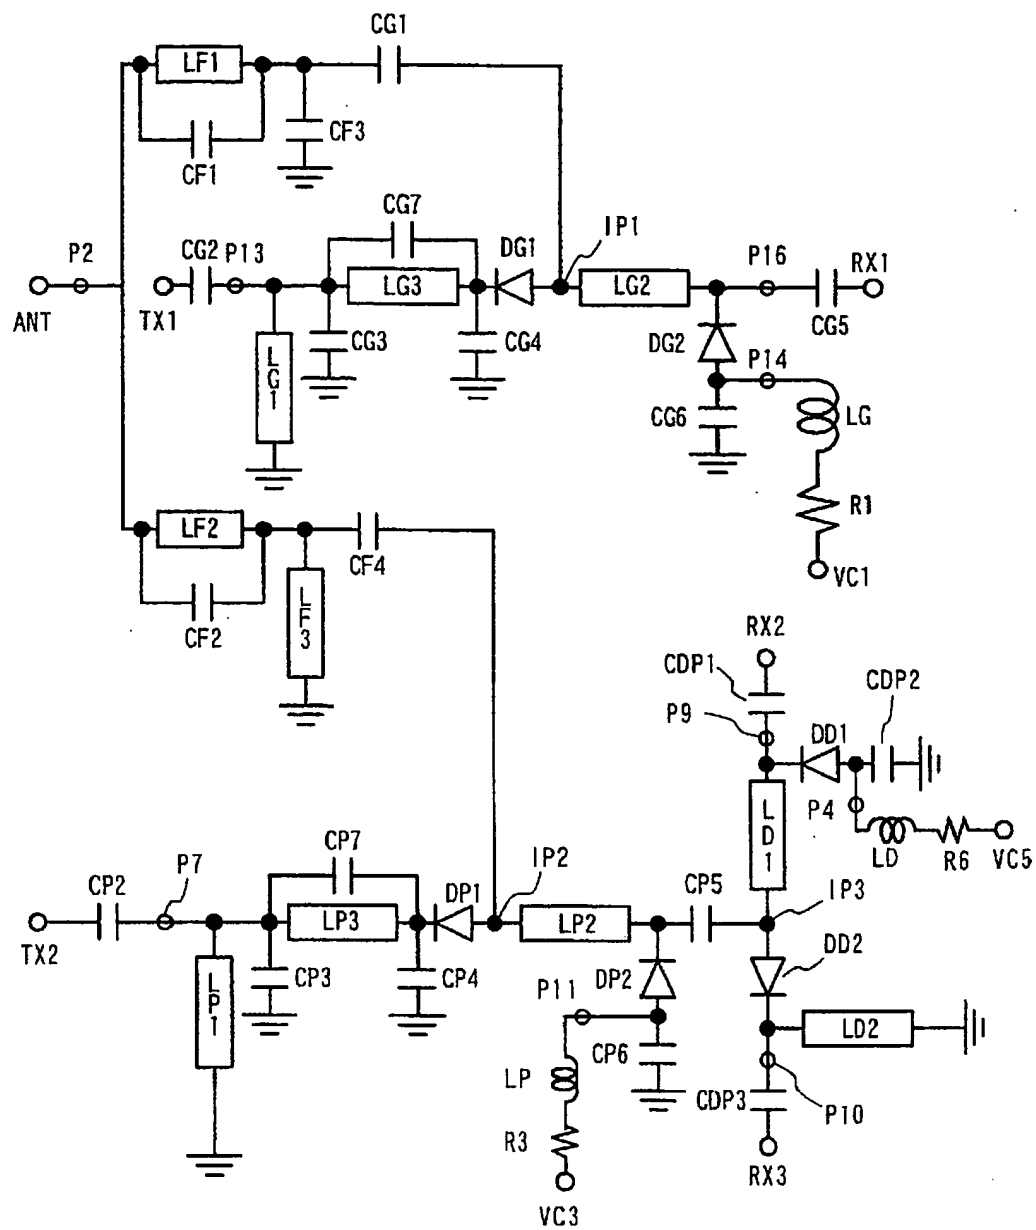 CG1
LF1
CF3
CF1
CG7
IP1
P2
CG2
P13
DG1
P16
RX1
LG3
LG2
ANT
TX1
CG5
CG3
CG4
DG2
P14
LG1
CG6
LG
R1
LF2
CF4
VC1
CF2
LF3
RX2
CDP1
CDP2
P9
DD1
LD1
P4
CP7
IP2
LD
R6
VC5
P7
CP2
DP1
CP5
IP3
LP3
LP2
TX2
DD2
CP3
CP4
DP2
LP1
P11
LD2
CP6
LP
CDP3
P10
R3
RX3
VC3